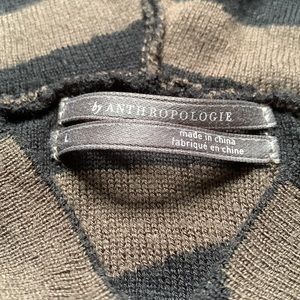 by ANTHROPOLOGIE
L
made in china
fabriqué en chine